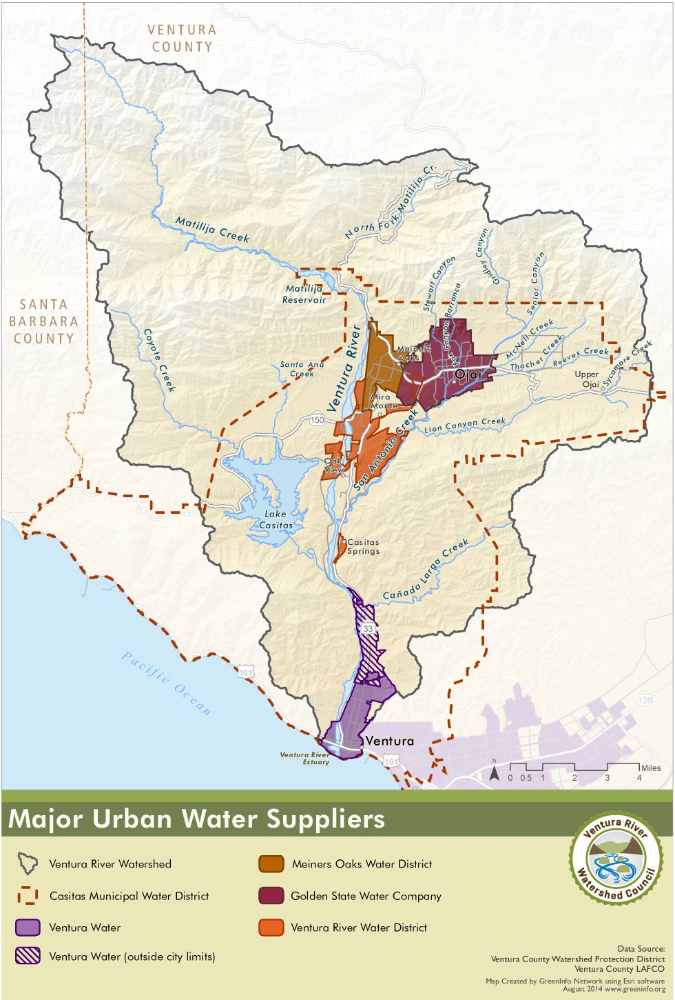 VENTURA
COUNTY
North Fork Matilija Cr.
Matilija Creek
Gridley Canyon
Senior Canyon
Stewart Canyon
Matilija
Reservoir
SANTA
BARBARA
COUNTY
Fox Canyon Barranca
McNell Creek
Coyote Creek
Ventura River
Meiners
Oaks
Thacher Creek
Reeves Creek
Sycamore Creek
Santa Ana
Creek
Ojai
Upper
Ojai
Mira
Monte
150
San Antonio Creek
Lion Canyon Creek
Oak
View
Lake
Casitas
Casitas
Springs
Cañada Larga Creek
33
Pacific Ocean
101
126
Ventura
Ventura River
Estuary
101
N
Miles
0 0.5 1 2 3 4
Major Urban Water Suppliers
Ventura River Watershed
Casitas Municipal Water District
Ventura Water
Ventura Water (outside city limits)
Meiners Oaks Water District
Golden State Water Company
Ventura River Water District
Ventura River
Watershed Council
Data Source:
Ventura County Watershed Protection District
Ventura County LAFCO
Map Created by GreenInfo Network using Esri software
August 2014 www.greeninfo.org